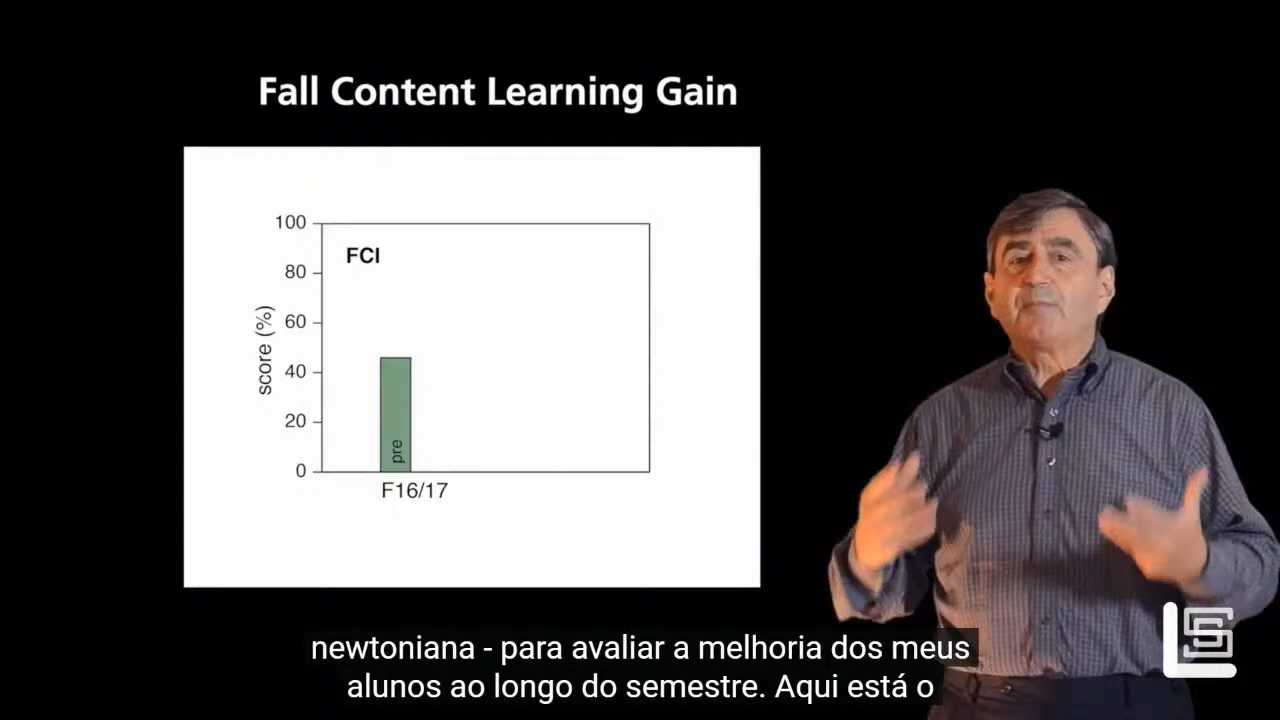 Fall Content Learning Gain
100
FCI
80
60
40
20
0
score (%)
pre
F16/17
newtoniana - para avaliar a melhoria dos meus
alunos ao longo do semestre. Aqui está o